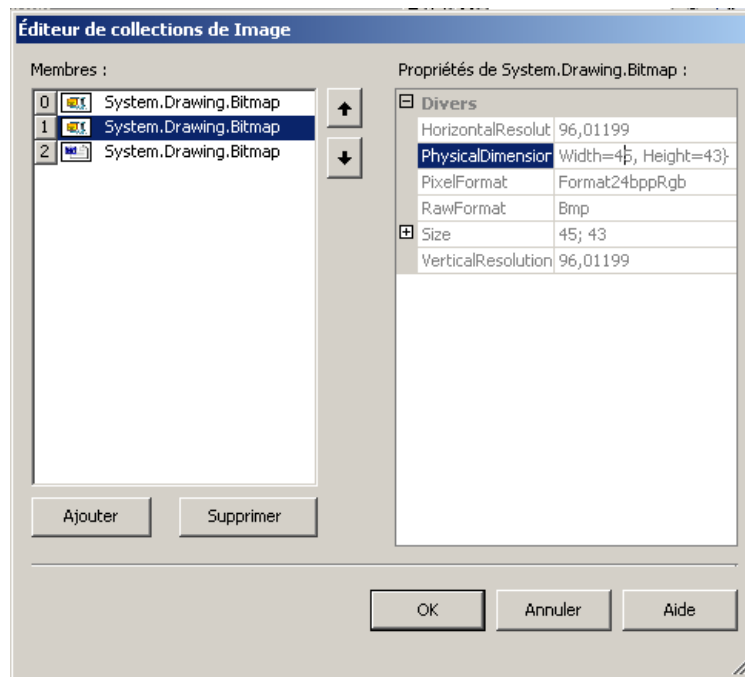 Éditeur de collections de Image
Membres :
Propriétés de System.Drawing.Bitmap :
0 System.Drawing.Bitmap
1 System.Drawing.Bitmap
2 System.Drawing.Bitmap
Divers
HorizontalResolut 96,01199
PhysicalDimension Width=45, Height=43}
PixelFormat Format24bppRgb
RawFormat Bmp
Size 45; 43
VerticalResolution 96,01199
Ajouter Supprimer
OK Annuler Aide